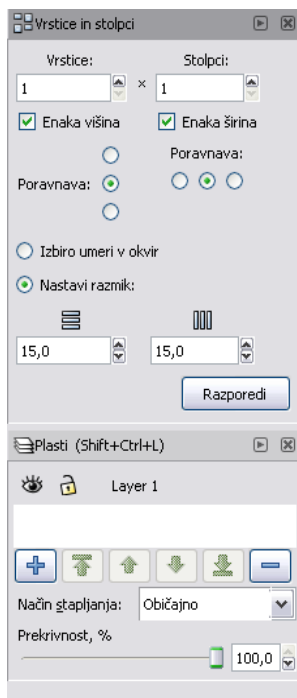 Vrstice in stolpci
Vrstice: Stolpci:
1 × 1
Enaka višina Enaka širina
Poravnava: 
Poravnava:
Izbiro umeri v okvir
Nastavi razmik:
15,0 15,0
Razporedi
Plasti (Shift+Ctrl+L)
Layer 1
Način stapljanja: Običajno
Prekrivnost, %
100,0